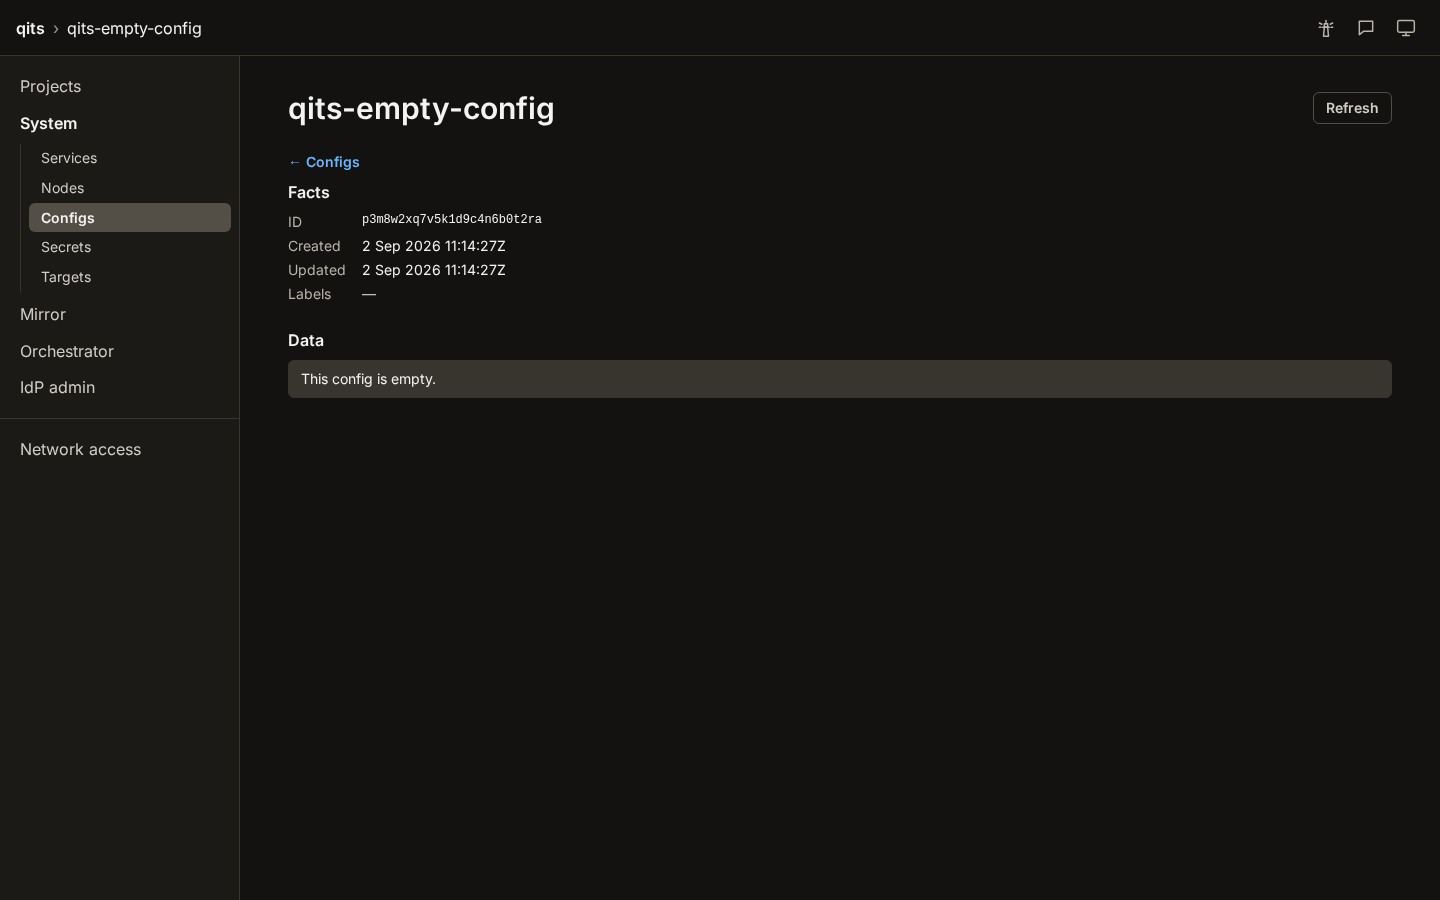 qits › qits-empty-config
Projects
System
Services
Nodes
Configs
Secrets
Targets
Mirror
Orchestrator
IdP admin
Network access
qits-empty-config
Refresh
← Configs
Facts
ID p3m8w2xq7v5k1d9c4n6b0t2ra
Created 2 Sep 2026 11:14:27Z
Updated 2 Sep 2026 11:14:27Z
Labels —
Data
This config is empty.